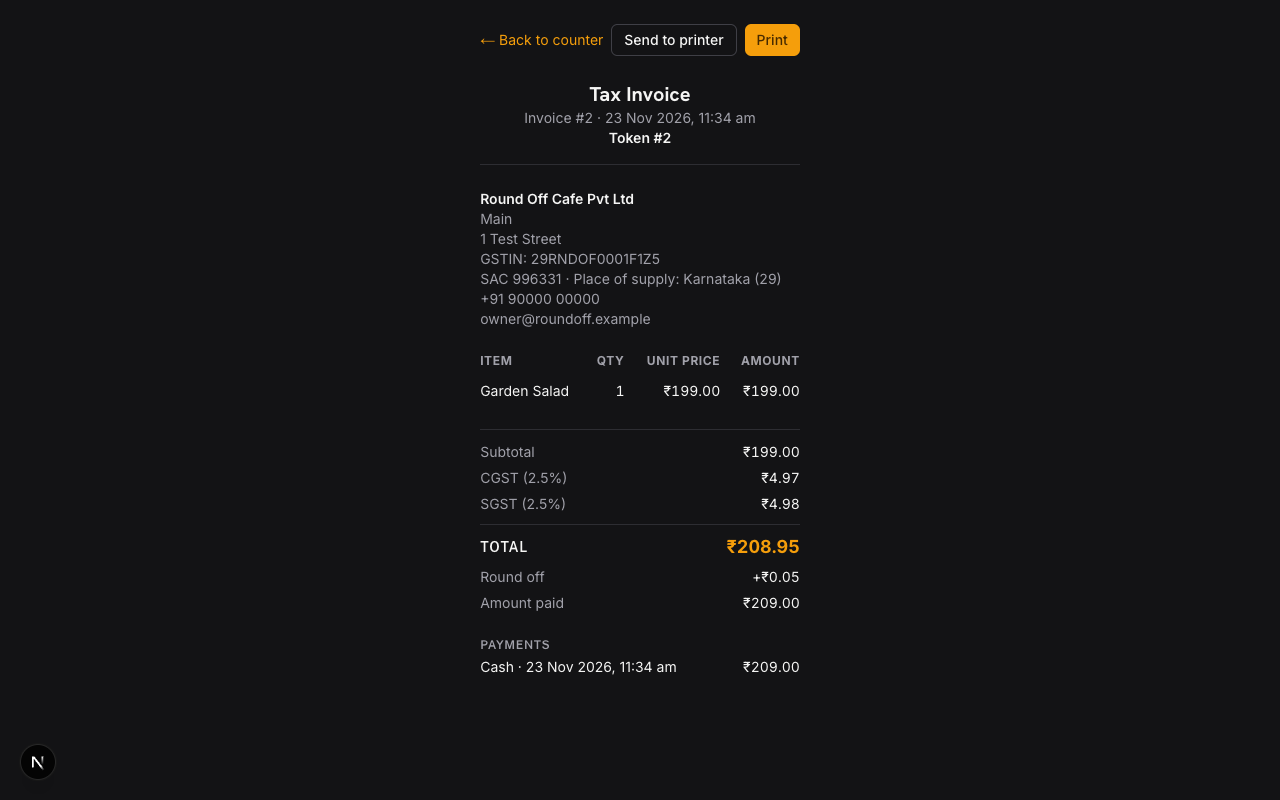 ← Back to counter Send to printer Print
Tax Invoice
Invoice #2 · 23 Nov 2026, 11:34 am
Token #2
Round Off Cafe Pvt Ltd
Main
1 Test Street
GSTIN: 29RNDOF0001F1Z5
SAC 996331 · Place of supply: Karnataka (29)
+91 90000 00000
owner@roundoff.example
ITEM QTY UNIT PRICE AMOUNT
Garden Salad 1 ₹199.00 ₹199.00
Subtotal ₹199.00
CGST (2.5%) ₹4.97
SGST (2.5%) ₹4.98
TOTAL ₹208.95
Round off +₹0.05
Amount paid ₹209.00
PAYMENTS
Cash · 23 Nov 2026, 11:34 am ₹209.00
N